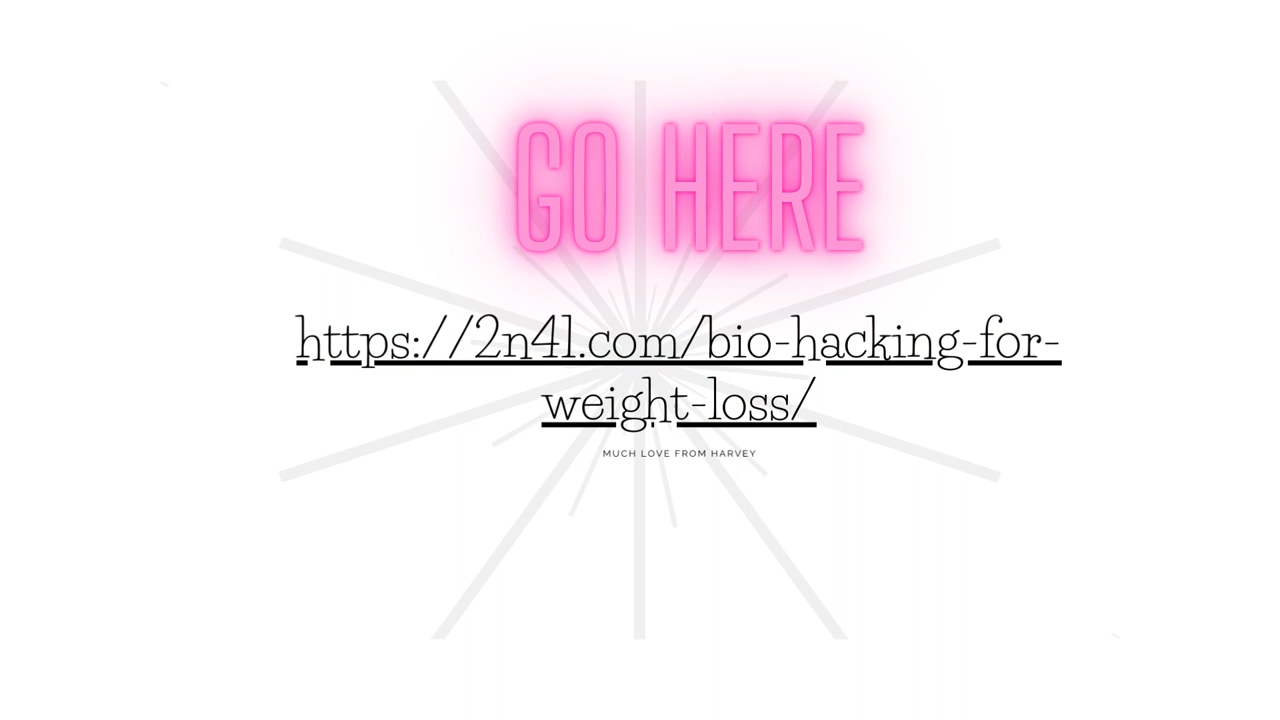 GO HERE
https://2n4l.com/bio-hacking-for-
weight-loss/
MUCH LOVE FROM HARVEY